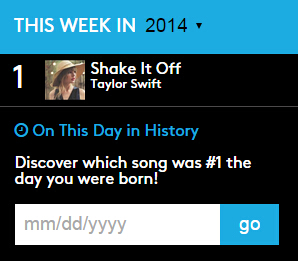 THIS WEEK IN 2014 ▼
1 Shake It Off
Taylor Swift
On This Day in History
Discover which song was #1 the
day you were born!
mm/dd/yyyy go